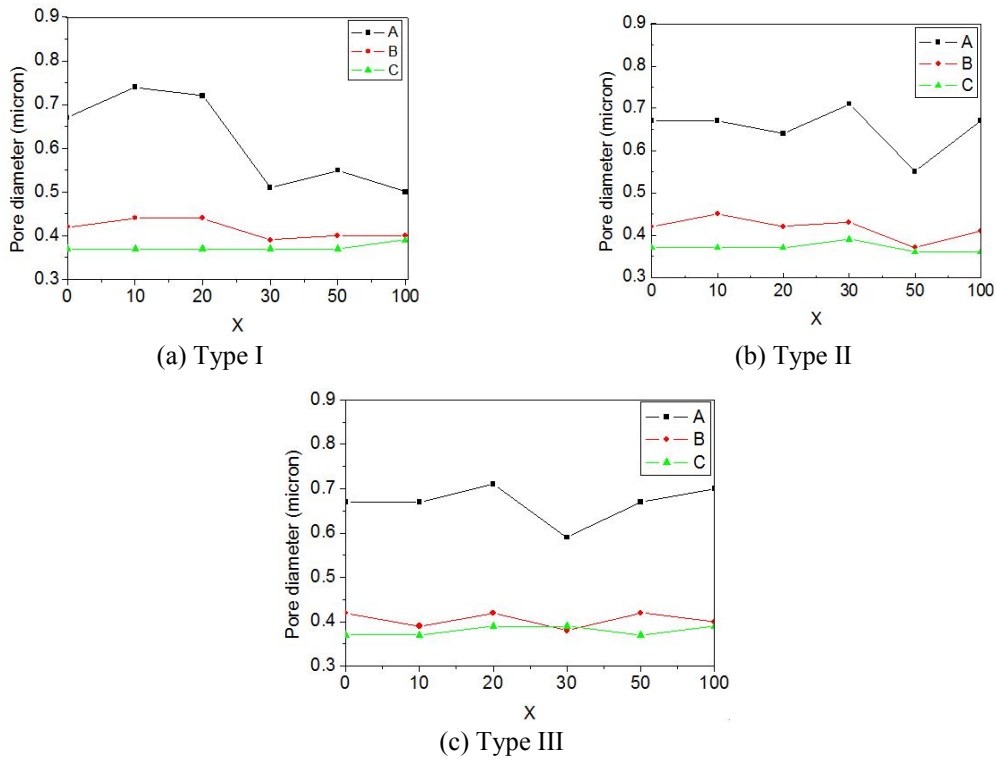 0.9
0.8
0.7
0.6
0.5
0.4
0.3
Pore diameter (micron)
A
B
C
0 10 20 30 50 100
X
(a) Type I
0.9
0.8
0.7
0.6
0.5
0.4
0.3
Pore diameter (micron)
A
B
C
0 10 20 30 50 100
X
(b) Type II
0.9
0.8
0.7
0.6
0.5
0.4
0.3
Pore diameter (micron)
A
B
C
0 10 20 30 50 100
X
(c) Type III